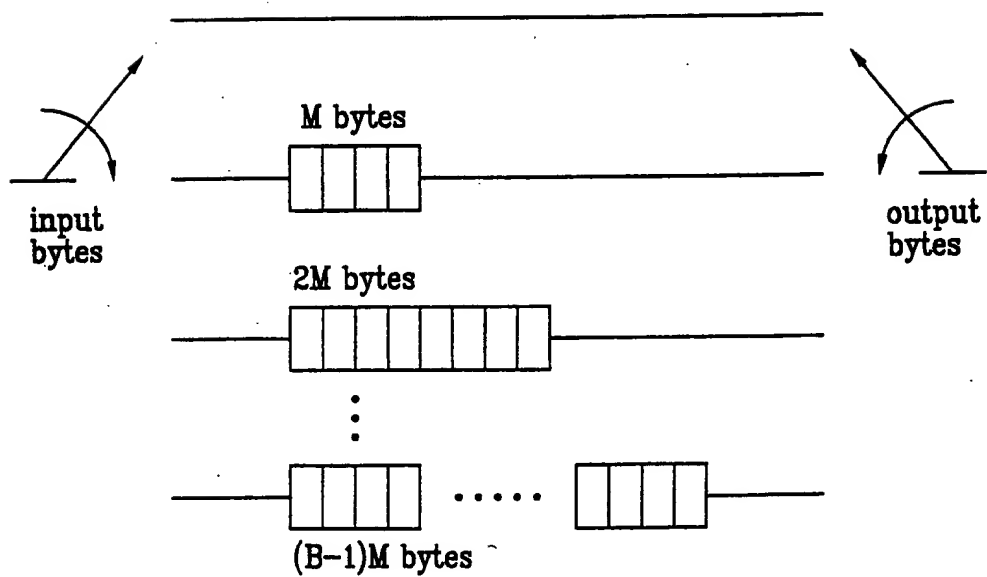 M bytes
input
bytes
output
bytes
2M bytes
(B-1)M bytes